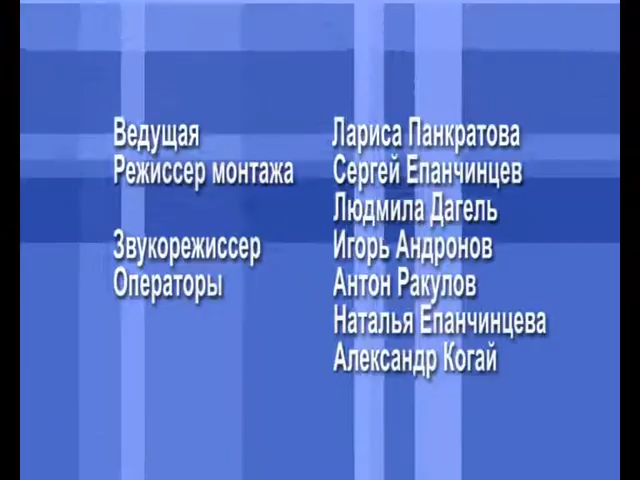 Ведущая Лариса Панкратова
Режиссер монтажа Сергей Епанчинцев
Людмила Дагель
Звукорежиссер Игорь Андронов
Операторы Антон Ракулов
Наталья Епанчинцева
Александр Когай